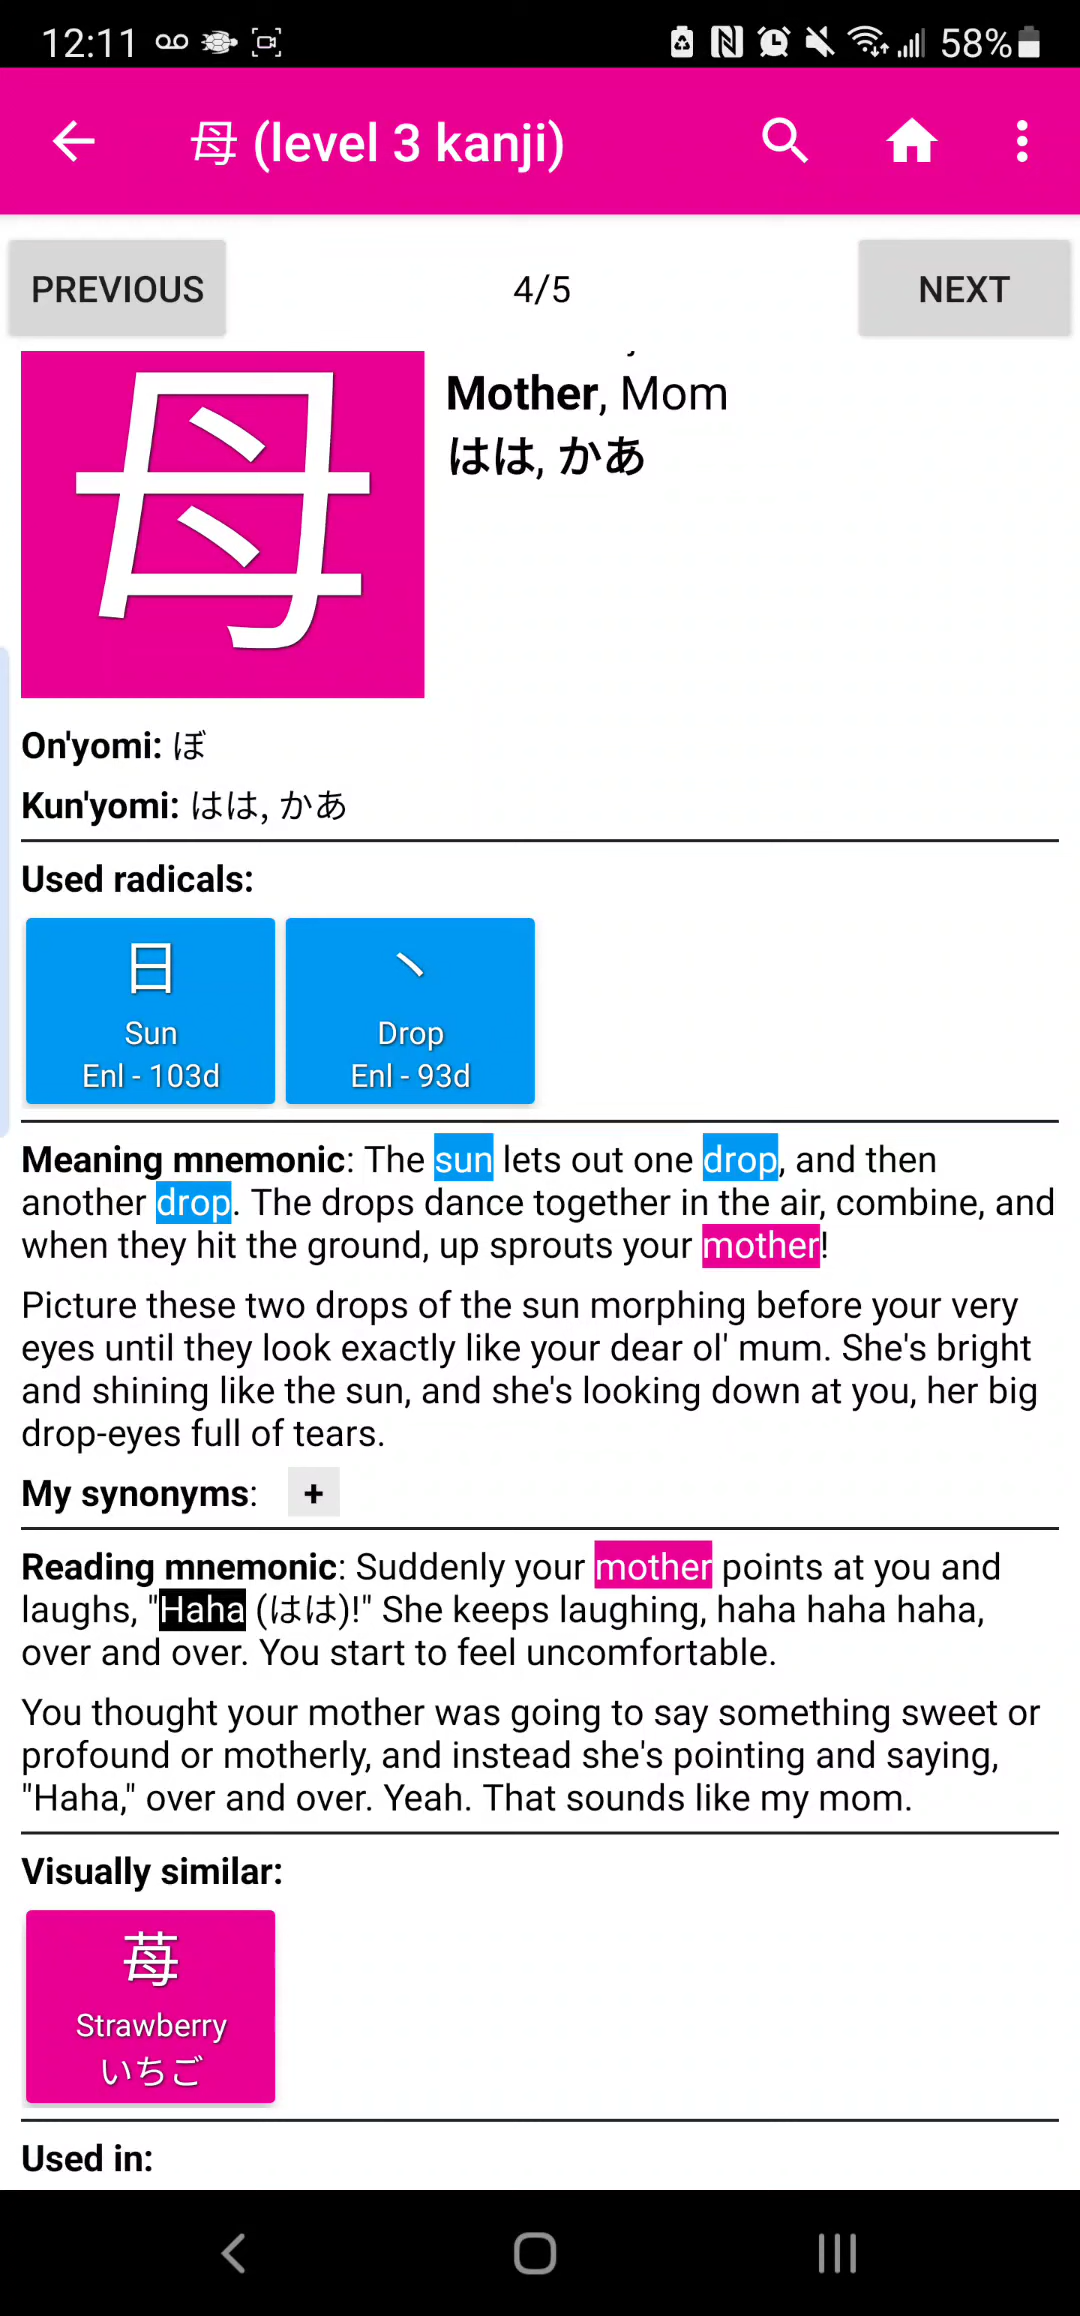 12:11 58%
母 (level 3 kanji)
PREVIOUS 4/5 NEXT
母
Mother, Mom
はは, かあ
On'yomi: ぼ
Kun'yomi: はは, かあ
Used radicals:
日
Sun
Enl - 103d
丶
Drop
Enl - 93d
Meaning mnemonic: The sun lets out one drop, and then
another drop. The drops dance together in the air, combine, and
when they hit the ground, up sprouts your mother!
Picture these two drops of the sun morphing before your very
eyes until they look exactly like your dear ol' mum. She's bright
and shining like the sun, and she's looking down at you, her big
drop-eyes full of tears.
My synonyms: +
Reading mnemonic: Suddenly your mother points at you and
laughs, "Haha (はは)!" She keeps laughing, haha haha haha,
over and over. You start to feel uncomfortable.
You thought your mother was going to say something sweet or
profound or motherly, and instead she's pointing and saying,
"Haha," over and over. Yeah. That sounds like my mom.
Visually similar:
苺
Strawberry
いちご
Used in: